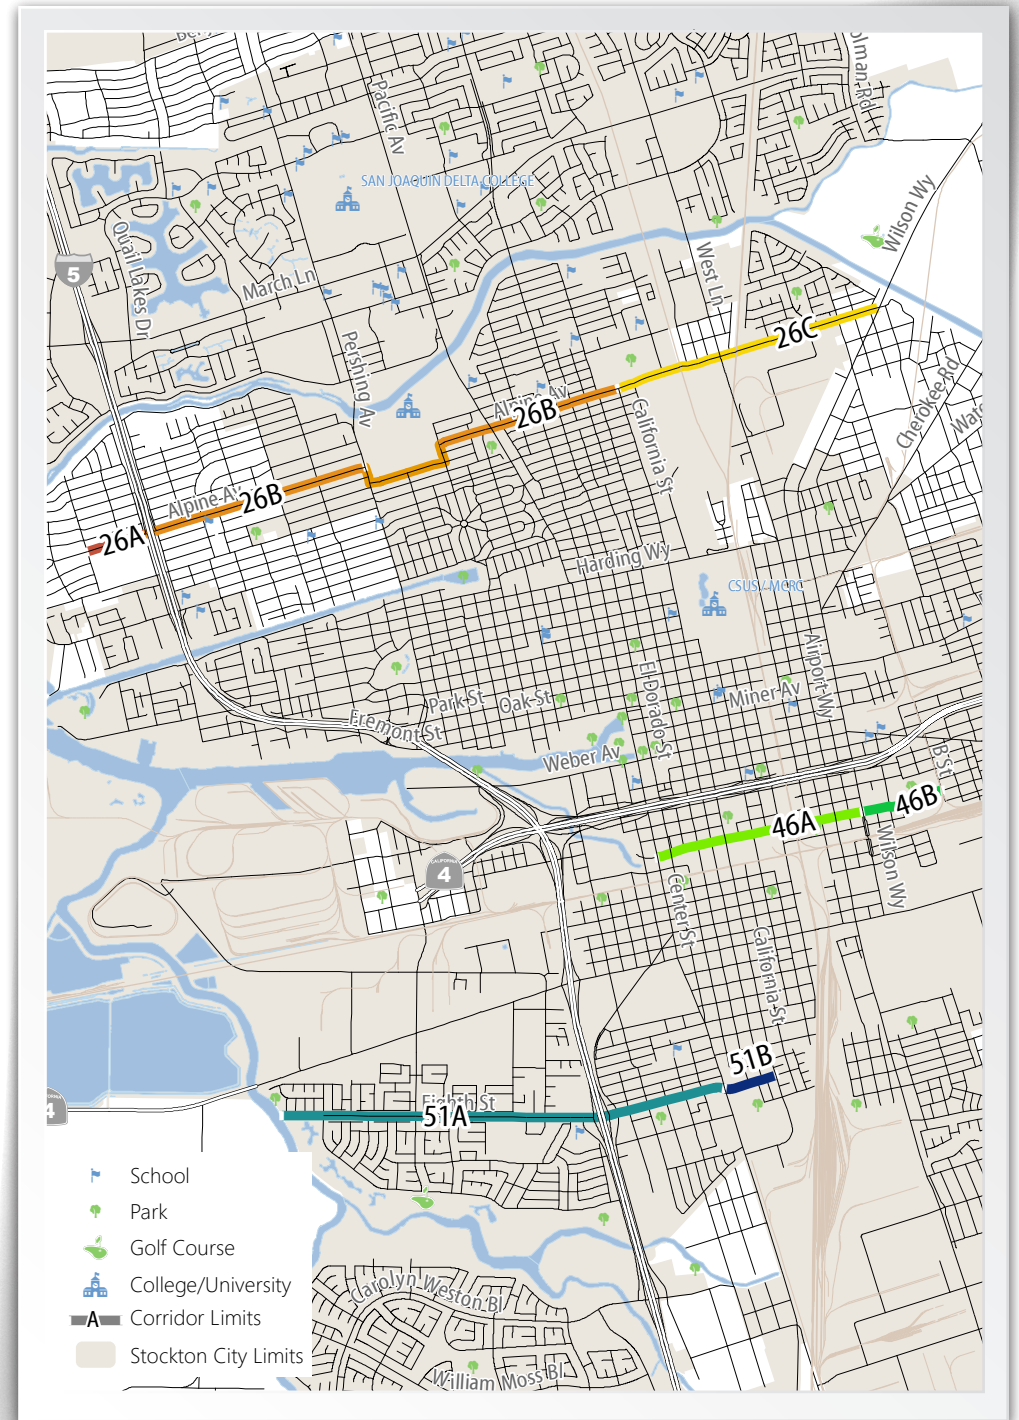 Pacific Av
olman Rd
SAN JOAQUIN DELTA COLLEGE
Wilson Wy
Quail Lakes Dr
5
March Ln
West Ln
26C
Pershing Av
Alpine Av
26B
California St
Cherokee Rd
Alpine Av
26B
26A
Harding Wy
CSUS / MCRC
Airport Wy
El Dorado St
Miner Av
Park St
Oak St
Fremont St
Weber Av
B St
46B
46A
Wilson Wy
CALIFORNIA
4
Center St
California St
51B
Eighth St
51A
4
School
Park
Golf Course
College/University
A
Corridor Limits
Stockton City Limits
Carolyn Weston Bl
William Moss Bl